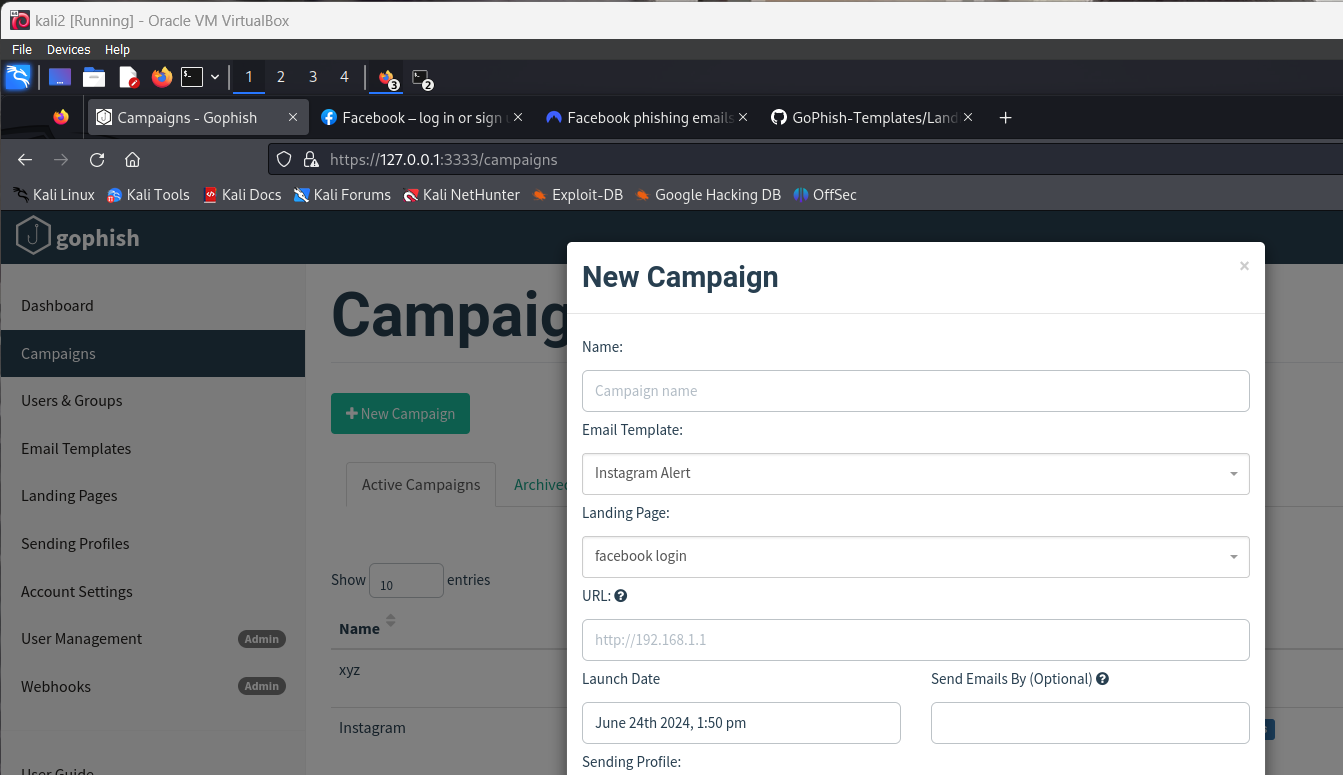 kali2 [Running] - Oracle VM VirtualBox
File Devices Help
1 2 3 4 3 2
Campaigns - Gophish Facebook – log in or sign Facebook phishing emails GoPhish-Templates/Land
https://127.0.0.1:3333/campaigns
Kali Linux Kali Tools Kali Docs Kali Forums Kali NetHunter Exploit-DB Google Hacking DB OffSec
gophish
Dashboard
Campaigns
Users & Groups
Email Templates
Landing Pages
Sending Profiles
Account Settings
User Management Admin
Webhooks Admin
User Guide
Campaig
New Campaign
Active Campaigns Archived
Show 10 entries
Name
xyz
Instagram
New Campaign
×
Name:
Campaign name
Email Template:
Instagram Alert
Landing Page:
facebook login
URL:
http://192.168.1.1
Launch Date Send Emails By (Optional)
June 24th 2024, 1:50 pm
Sending Profile: